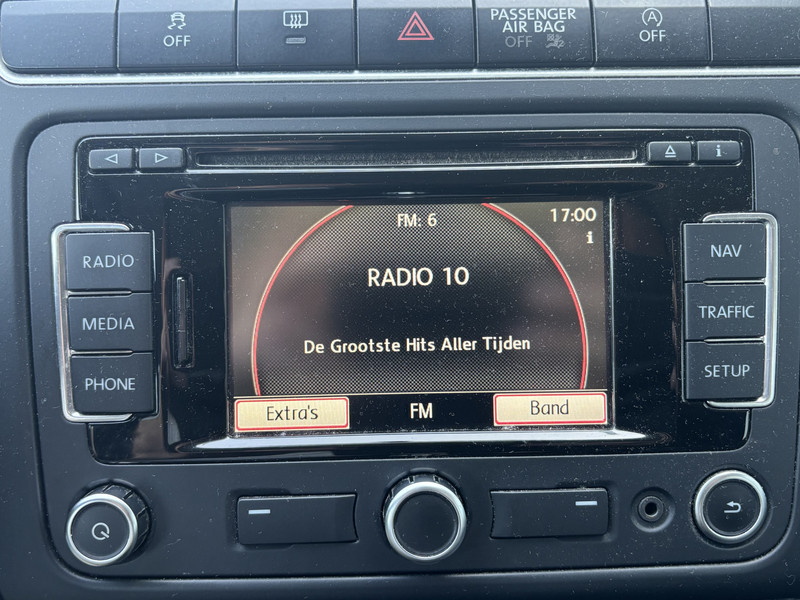 OFF
PASSENGER
AIR BAG
OFF
A
OFF
i
FM: 6
17:00
i
RADIO
MEDIA
PHONE
RADIO 10
De Grootste Hits Aller Tijden
NAV
TRAFFIC
SETUP
Extra's
FM
Band